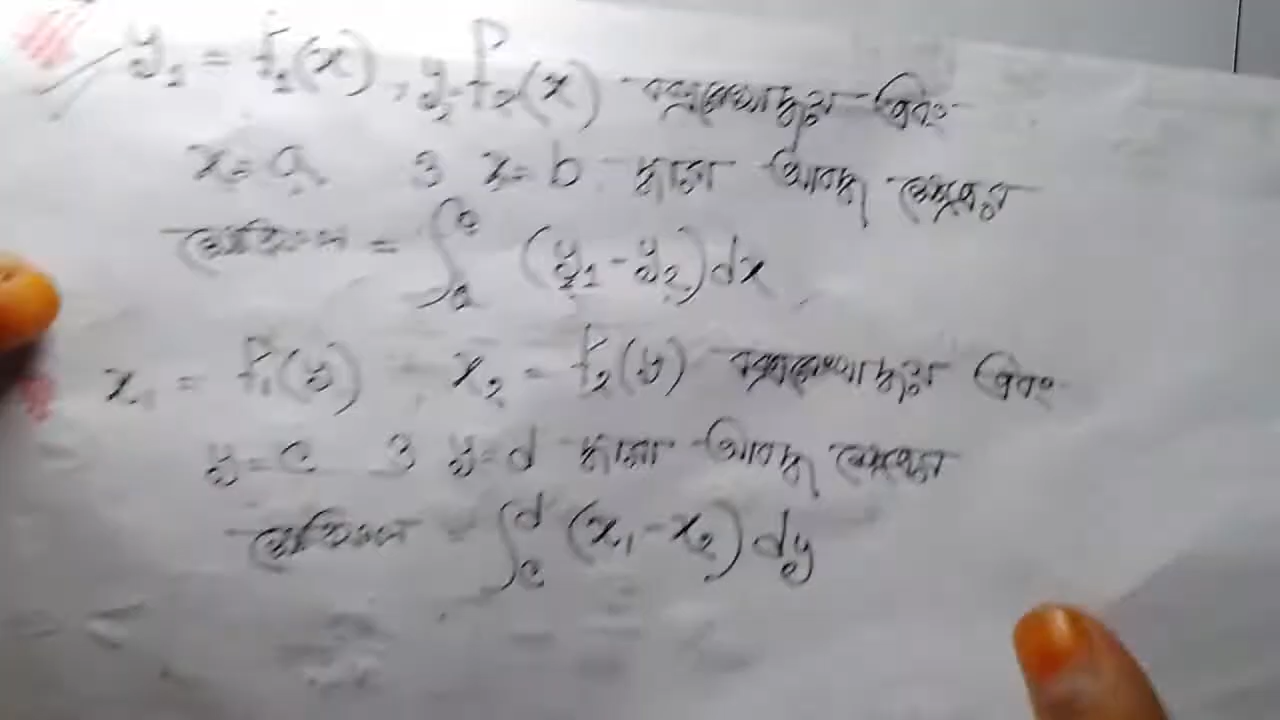 y₁ = f₁(x), y₂=f₂(x) বক্ররেখাদ্বয় এবং
x=a ও x=b দ্বারা আবদ্ধ ক্ষেত্রের
ক্ষেত্রফল = ∫ (y₁-y₂)dx
x₁ = f₁(y) x₂ = f₂(y) বক্ররেখাদ্বয় এবং
y=c ও y=d দ্বারা আবদ্ধ ক্ষেত্রের
ক্ষেত্রফল = ∫_c^d (x₁-x₂) dy